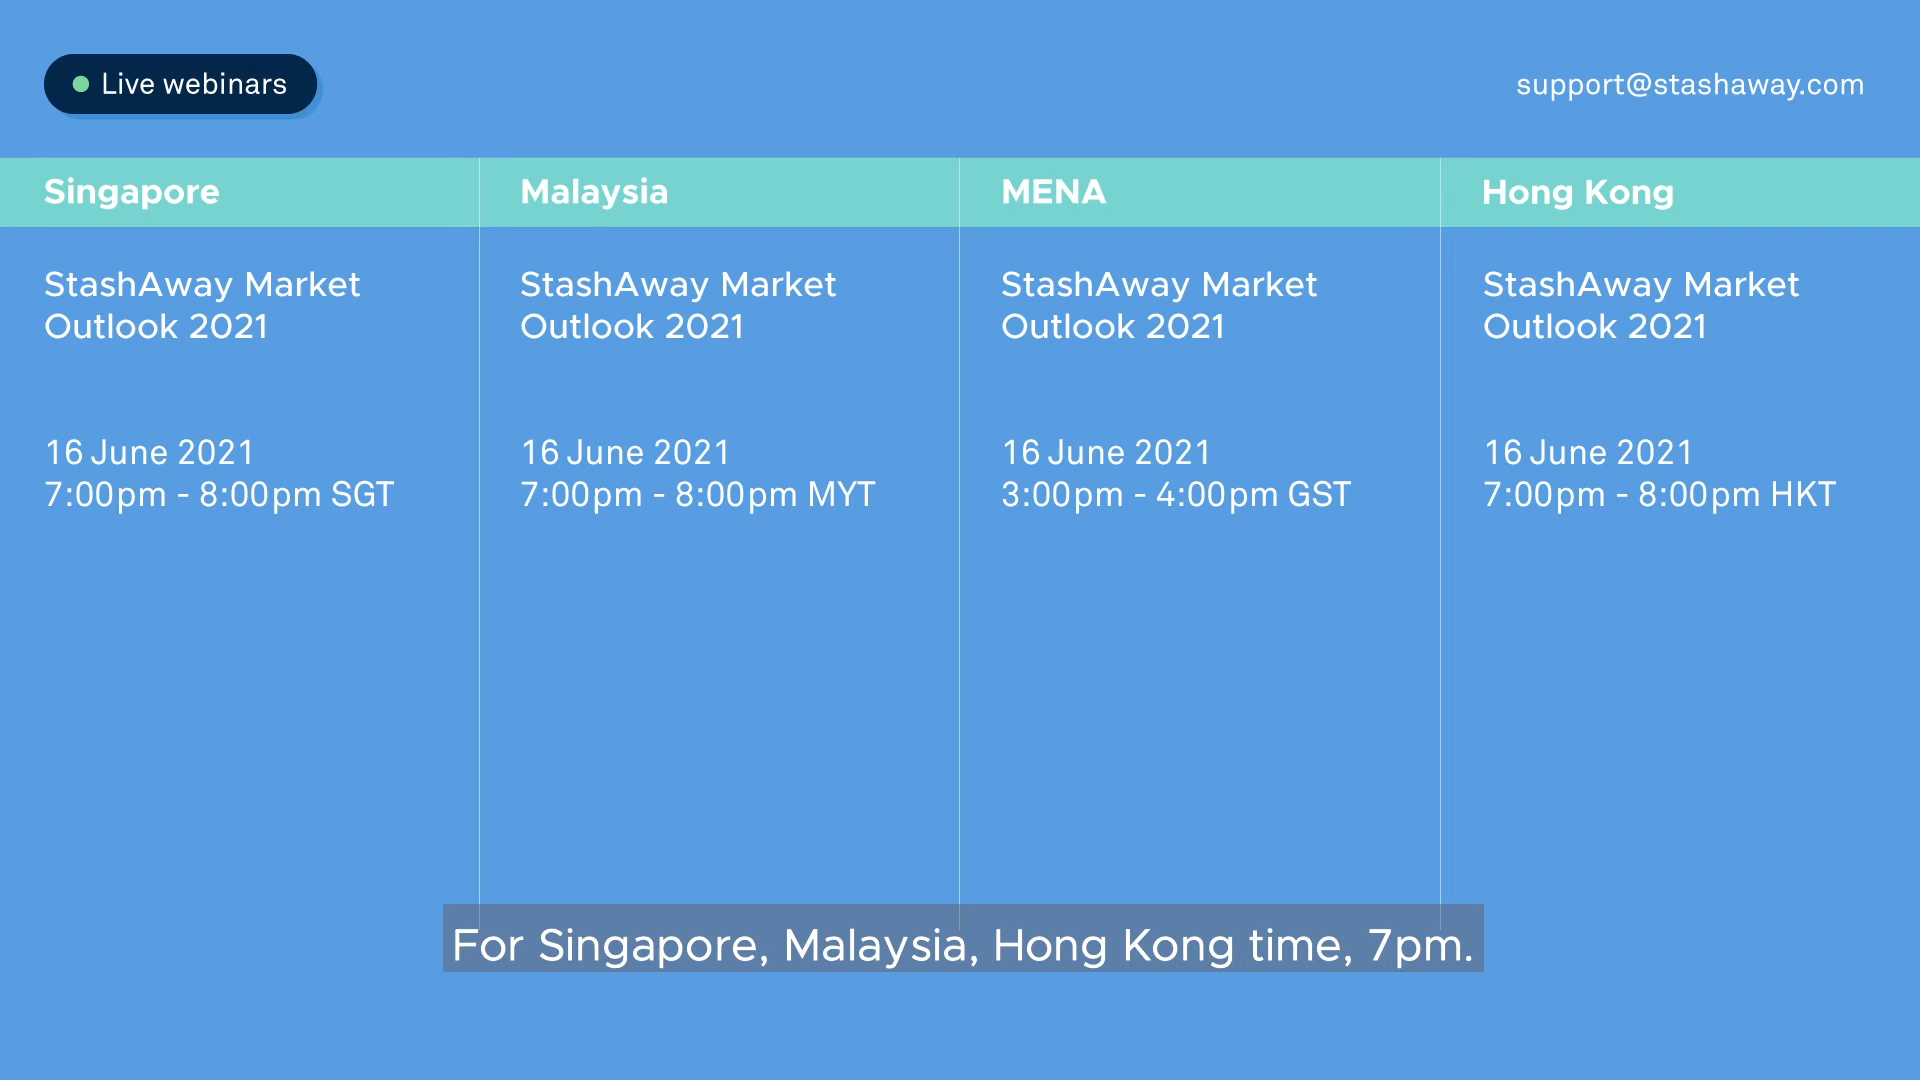 Live webinars
support@stashaway.com
Singapore
Malaysia
MENA
Hong Kong
StashAway Market
Outlook 2021
16 June 2021
7:00pm - 8:00pm SGT
StashAway Market
Outlook 2021
16 June 2021
7:00pm - 8:00pm MYT
StashAway Market
Outlook 2021
16 June 2021
3:00pm - 4:00pm GST
StashAway Market
Outlook 2021
16 June 2021
7:00pm - 8:00pm HKT
For Singapore, Malaysia, Hong Kong time, 7pm.